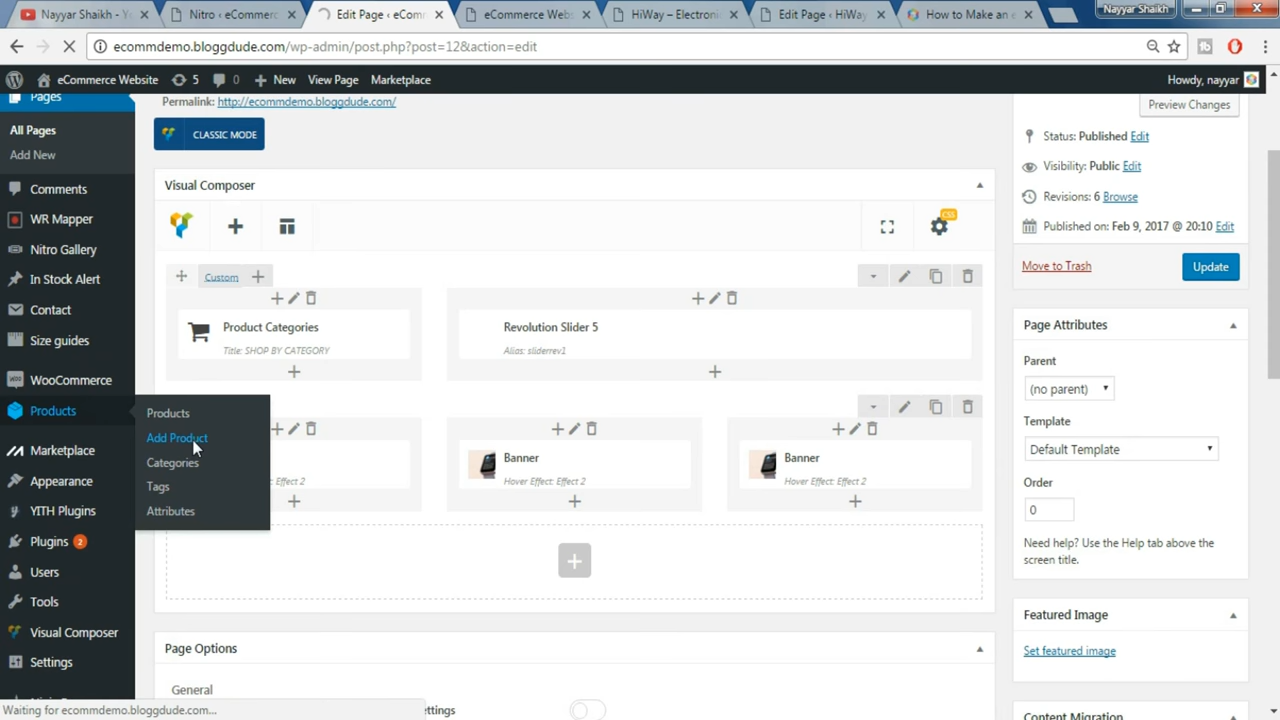 Nayyar Shaikh - Yo
Nitro ‹ eCommerc
Edit Page ‹ eCom
eCommerce Webs
HiWay – Electroni
Edit Page ‹ HiWay
How to Make an e
Nayyar Shaikh
ecommdemo.bloggdude.com/wp-admin/post.php?post=12&action=edit
eCommerce Website 5 0 New View Page Marketplace Howdy, nayyar
Pages
All Pages
Add New
Comments
WR Mapper
Nitro Gallery
In Stock Alert
Contact
Size guides
WooCommerce
Products
Marketplace
Appearance
YITH Plugins
Plugins 2
Users
Tools
Visual Composer
Settings
Products
Add Product
Categories
Tags
Attributes
Waiting for ecommdemo.bloggdude.com...
Permalink: http://ecommdemo.bloggdude.com/
CLASSIC MODE
Visual Composer
CSS
Custom
Product Categories
Title: SHOP BY CATEGORY
Revolution Slider 5
Alias: sliderrev1
Effect: Effect 2
Banner
Hover Effect: Effect 2
Banner
Hover Effect: Effect 2
Page Options
General
ettings
Preview Changes
Status: Published Edit
Visibility: Public Edit
Revisions: 6 Browse
Published on: Feb 9, 2017 @ 20:10 Edit
Move to Trash
Update
Page Attributes
Parent
(no parent)
Template
Default Template
Order
0
Need help? Use the Help tab above the
screen title.
Featured Image
Set featured image
Content Migration